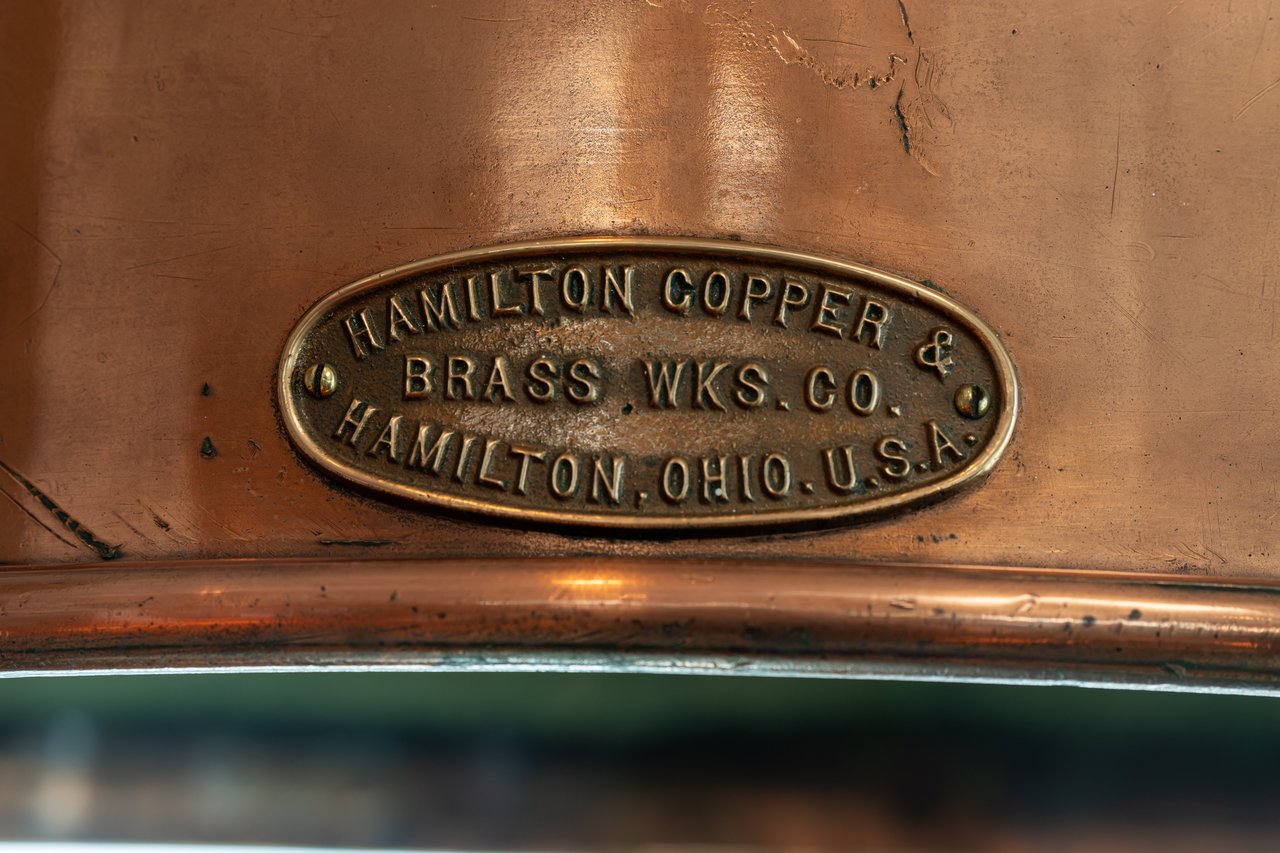 HAMILTON COPPER &
BRASS WKS. CO.
HAMILTON, OHIO. U.S.A.